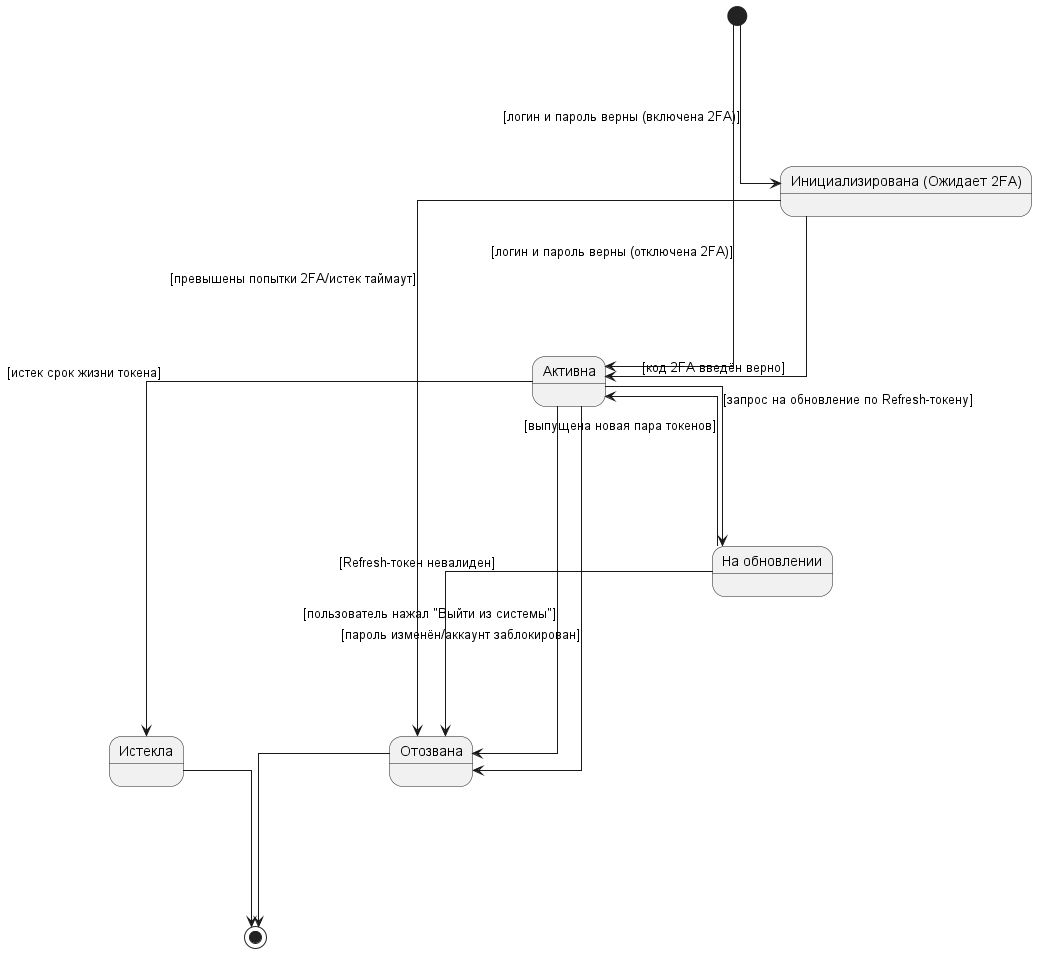 [логин и пароль верны (включена 2FA)]
Инициализирована (Ожидает 2FA)
[логин и пароль верны (отключена 2FA)]
[превышены попытки 2FA/истек таймаут]
[истек срок жизни токена]
Активна
[код 2FA введён верно]
[запрос на обновление по Refresh-токену]
[выпущена новая пара токенов]
[Refresh-токен невалиден]
На обновлении
[пользователь нажал "Выйти из системы"]
[пароль изменён/аккаунт заблокирован]
Истекла
Отозвана